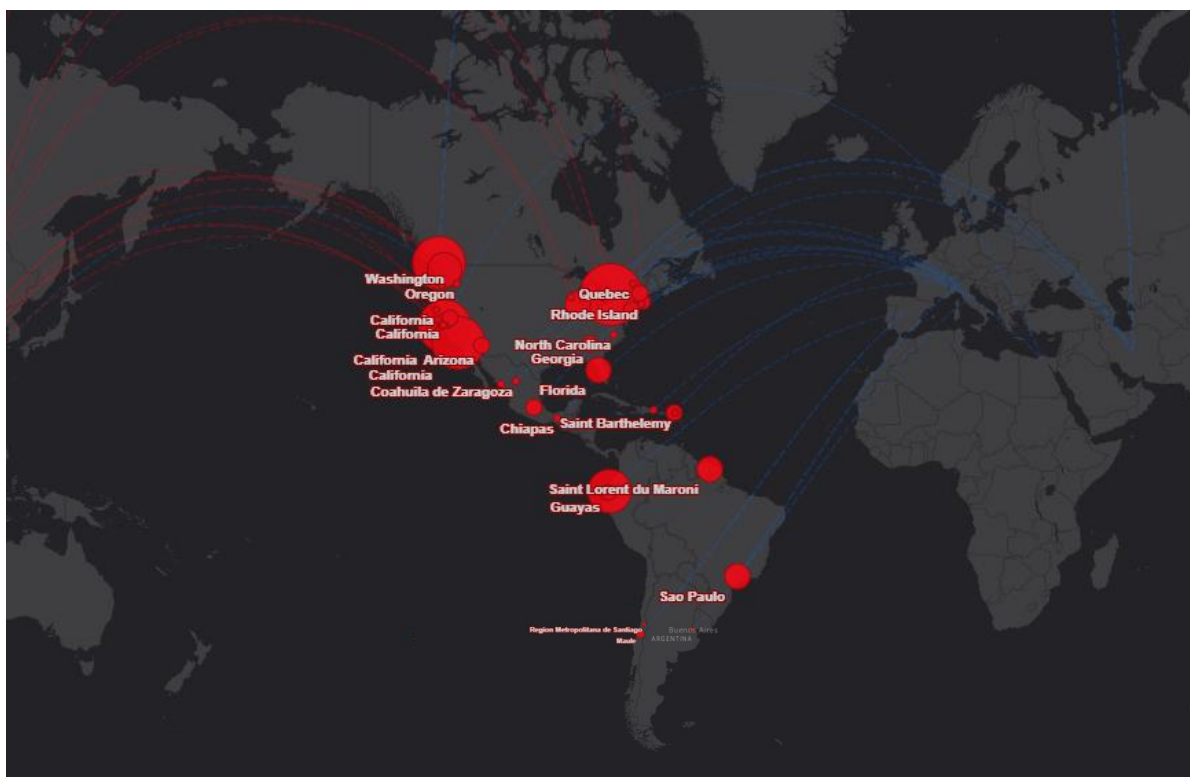 Washington
Oregon
Quebec
Rhode Island
California
California
North Carolina
Georgia
California Arizona
California
Coahuila de Zaragoza
Florida
Chiapas
Saint Barthelemy
Saint Lorent du Maroni
Guayas
Sao Paulo
Region Metropolitana de Santiago
Buenos Aires
Maule
ARGENTINA